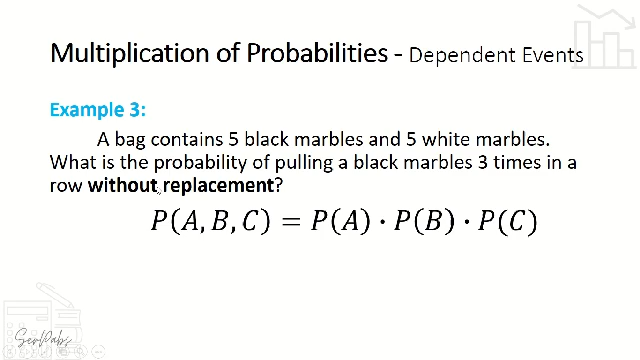 Multiplication of Probabilities - Dependent Events
Example 3:
A bag contains 5 black marbles and 5 white marbles.
What is the probability of pulling a black marbles 3 times in a
row without replacement?
P(A, B, C) = P(A) · P(B) · P(C)
SerPabs